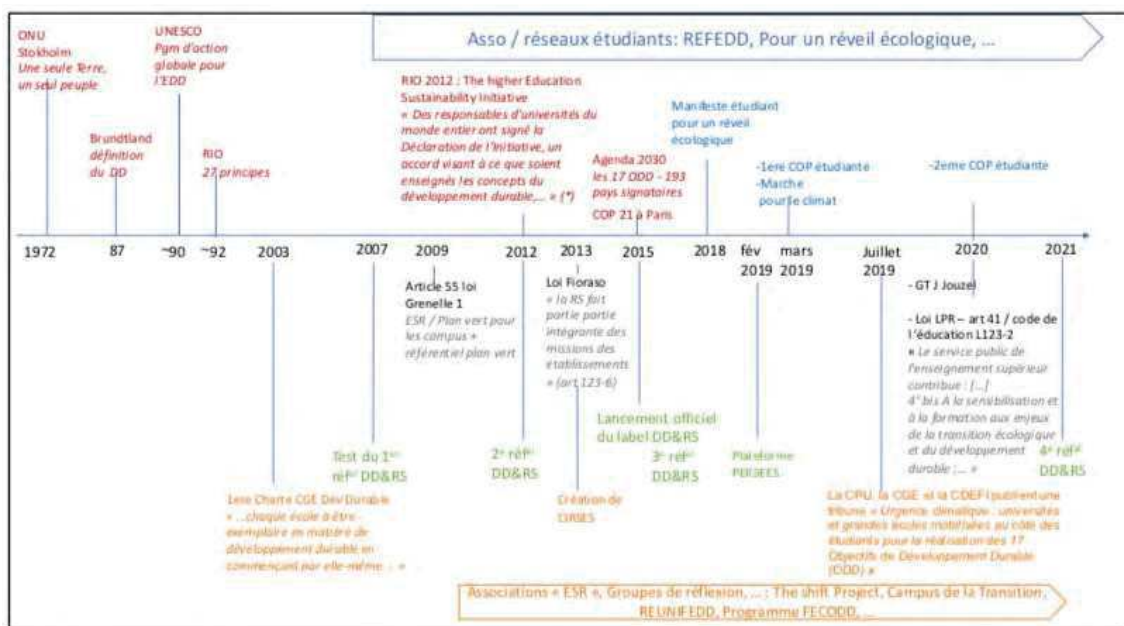 ONU
Stokholm
Une seule Terre,
un seul peuple
UNESCO
Pgm d'action
globale pour
l'EDD
Asso / réseaux étudiants: REFEDD, Pour un réveil écologique, ...
Brundtland
définition
du DD
RIO
27 principes
RIO 2012 : The higher Education
Sustainability Initiative
« Des responsables d'universités du
monde entier ont signé la
Déclaration de l'Initiative, un
accord visant à ce que soient
enseignés les concepts du
développement durable,... » (*)
Agenda 2030
les 17 ODD - 193
pays signataires
COP 21 à Paris
Manifeste étudiant
pour un réveil
écologique
-1ere COP étudiante
-Marche
pour le climat
-2eme COP étudiante
1972
87
~90
~92
2003
2007
2009
2012
2013
2015
2018
fév
2019
mars
2019
Juillet
2019
2020
2021
Article 55 loi
Grenelle 1
ESR / Plan vert pour
les campus »
référentiel plan vert
Loi Fioraso
« la RS fait
partie partie
intégrante des
missions des
établissements
» (art 123-6)
- GT J Jouzel
- Loi LPR – art 41 / code de
l'éducation L123-2
« Le service public de
l'enseignement supérieur
contribue : [...]
4° bis A la sensibilisation et
à la formation aux enjeux
de la transition écologique
et du développement
durable ;... »
Test du 1er
réfel DD&RS
2e réfel
DD&RS
Lancement officiel
du label DD&RS
3e réfel
DD&RS
Plateforme
4e réfel
DD&RS
1ere Charte CGE Dév Durable
« ...chaque école à être
exemplaire en matière de
développement durable en
commençant par elle-même... »
Création de
CIRSES
La CPU, la CGE et la CDEFI publient une
tribune « Urgence climatique : universités
et grandes écoles mobilisées au côté des
étudiants pour la réalisation des 17
Objectifs de Développement Durable
(ODD) »
Associations « ESR », Groupes de réflexion, ... : The shift Project, Campus de la Transition,
REUNIFEDD, Programme FECODD, ...